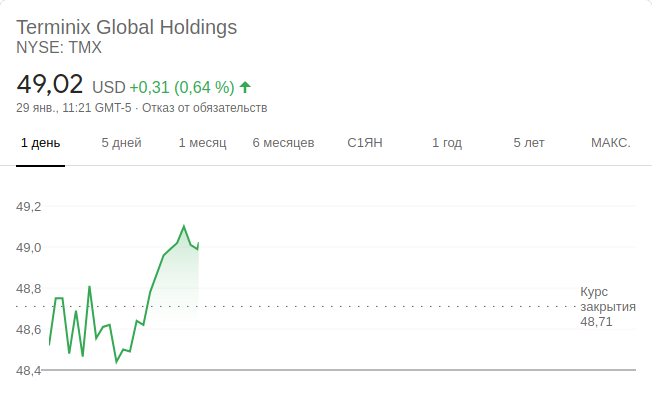 Terminix Global Holdings
NYSE: TMX
49,02 USD +0,31 (0,64 %)
29 янв., 11:21 GMT-5 · Отказ от обязательств
1 день 5 дней 1 месяц 6 месяцев С1ЯН 1 год 5 лет МАКС.
49,2
49,0
48,8
48,6
48,4
Курс
закрытия
48,71